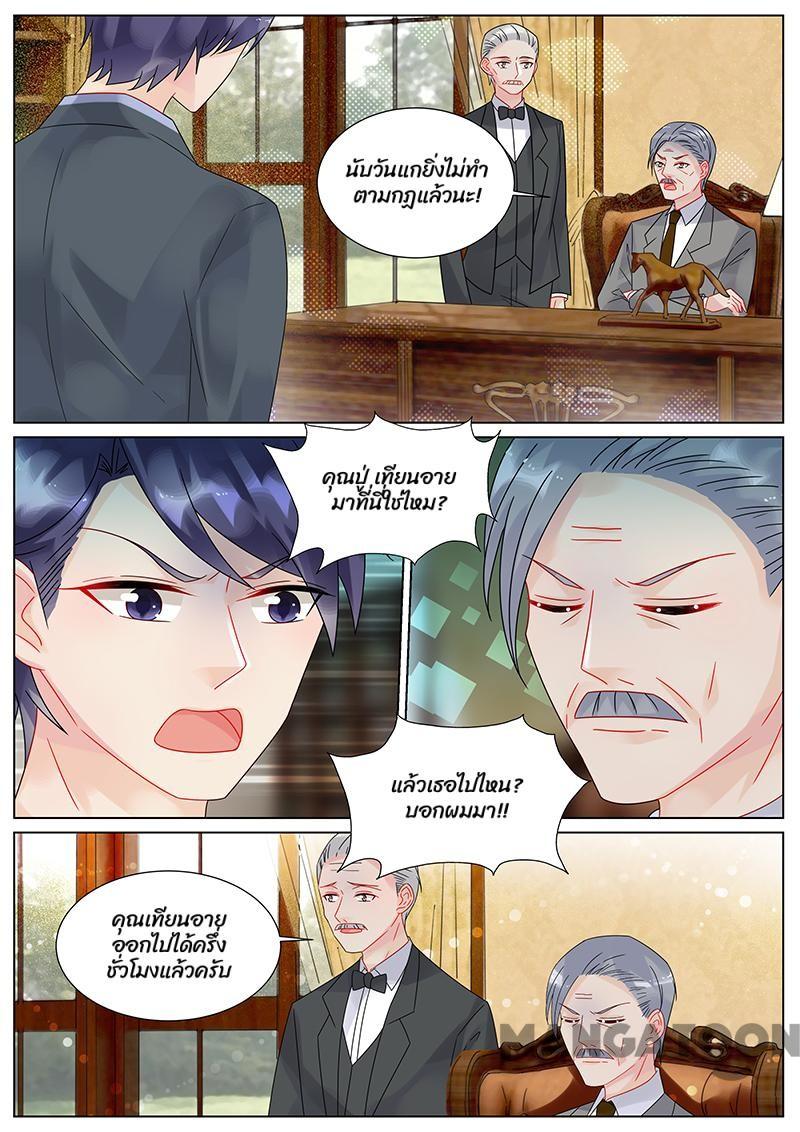 นับวันแกยิ่งไม่ทำ
ตามกฎแล้วนะ!
คุณปู่ เทียนอาย
มาที่นี่ใช่ไหม?
แล้วเธอไปไหน?
บอกผมมา!!
คุณเทียนอาย
ออกไปได้ครึ่ง
ชั่วโมงแล้วครับ
MANGATOON